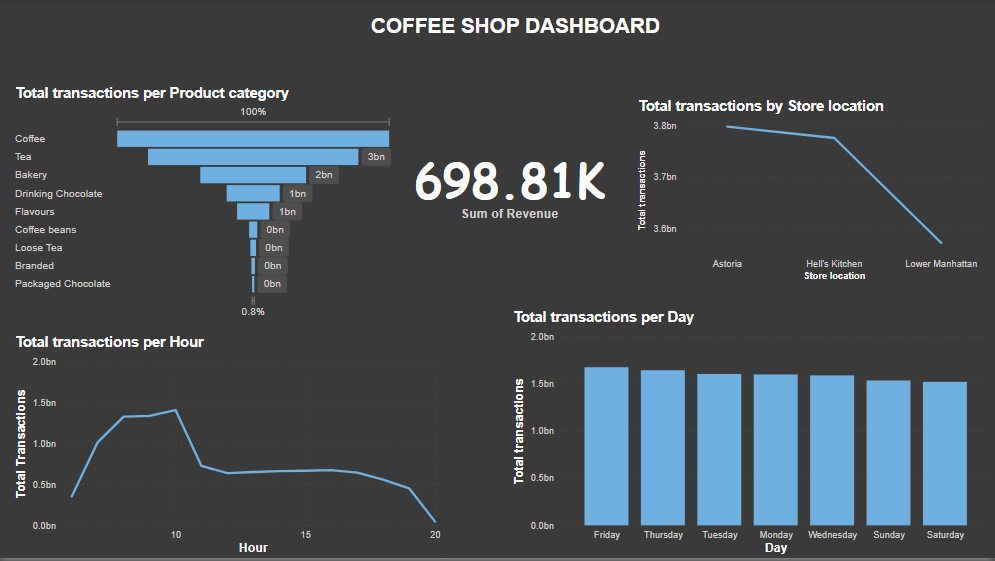 COFFEE SHOP DASHBOARD
Total transactions per Product category
100%
Coffee
Tea 3bn
Bakery 2bn
Drinking Chocolate 1bn
Flavours 1bn
Coffee beans 0bn
Loose Tea 0bn
Branded 0bn
Packaged Chocolate 0bn
0.8%
698.81K
Sum of Revenue
Total transactions by Store location
Total transactions
3.8bn
3.7bn
3.6bn
Astoria Hell's Kitchen Lower Manhattan
Store location
Total transactions per Hour
Total Transactions
2.0bn
1.5bn
1.0bn
0.5bn
0.0bn
10 15 20
Hour
Total transactions per Day
Total transactions
2.0bn
1.5bn
1.0bn
0.5bn
0.0bn
Friday Thursday Tuesday Monday Wednesday Sunday Saturday
Day